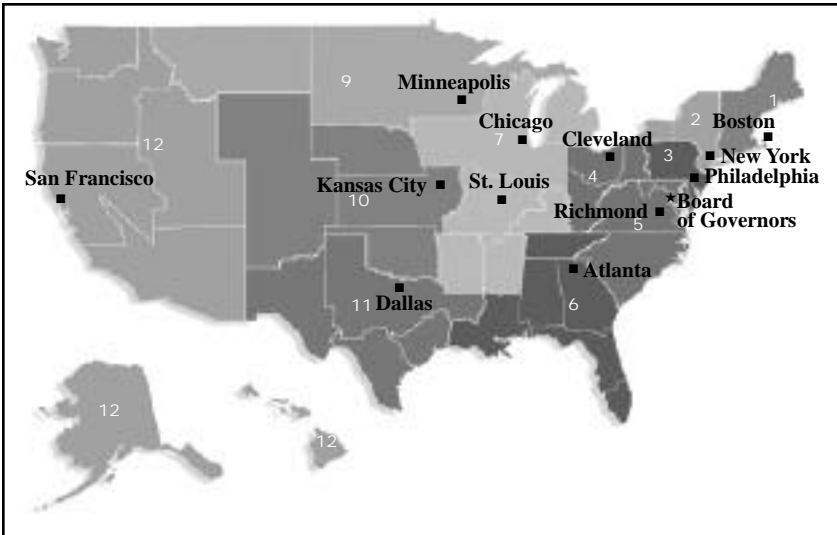 9
Minneapolis
1
2
Boston
Chicago
7
12
Cleveland
3
New York
San Francisco
Kansas City
St. Louis
4
Philadelphia
10
Richmond
★Board
of Governors
5
Atlanta
11
Dallas
6
12
12